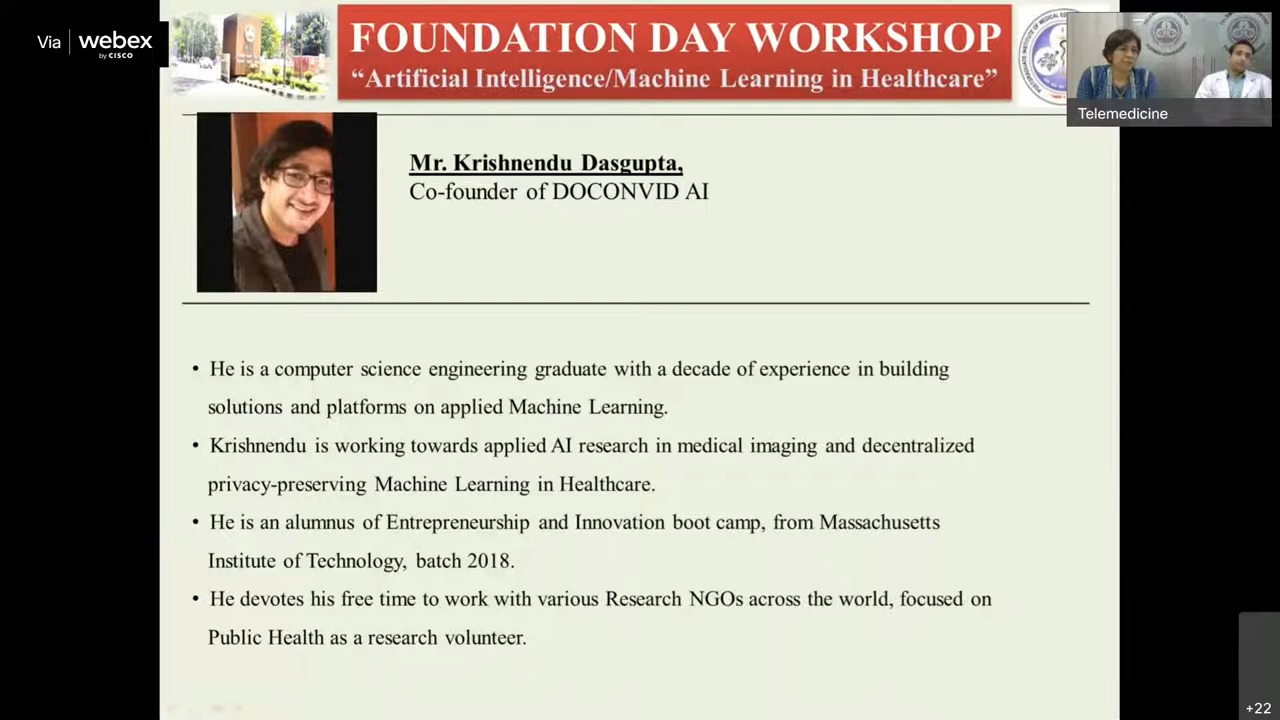 Via webex
by CISCO
FOUNDATION DAY WORKSHOP
“Artificial Intelligence/Machine Learning in Healthcare”
Telemedicine
Mr. Krishnendu Dasgupta,
Co-founder of DOCONVID AI
• He is a computer science engineering graduate with a decade of experience in building
solutions and platforms on applied Machine Learning.
• Krishnendu is working towards applied AI research in medical imaging and decentralized
privacy-preserving Machine Learning in Healthcare.
• He is an alumnus of Entrepreneurship and Innovation boot camp, from Massachusetts
Institute of Technology, batch 2018.
• He devotes his free time to work with various Research NGOs across the world, focused on
Public Health as a research volunteer.
+22